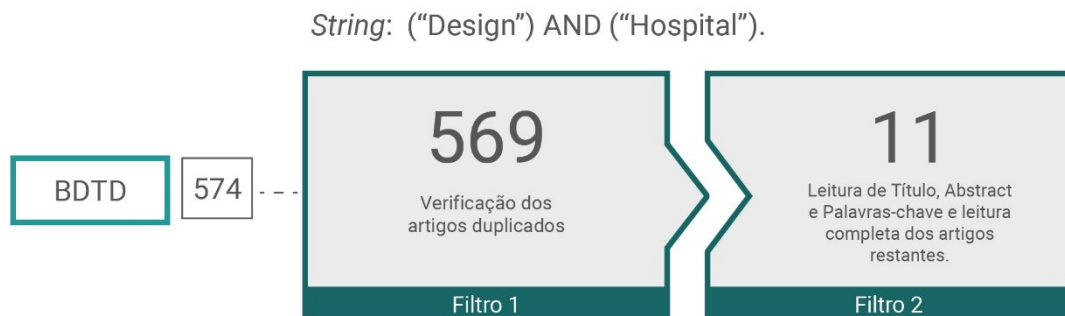 String: (“Design”) AND (“Hospital”).
BDTD
574
569
Verificação dos
artigos duplicados
Filtro 1
11
Leitura de Título, Abstract
e Palavras-chave e leitura
completa dos artigos
restantes.
Filtro 2